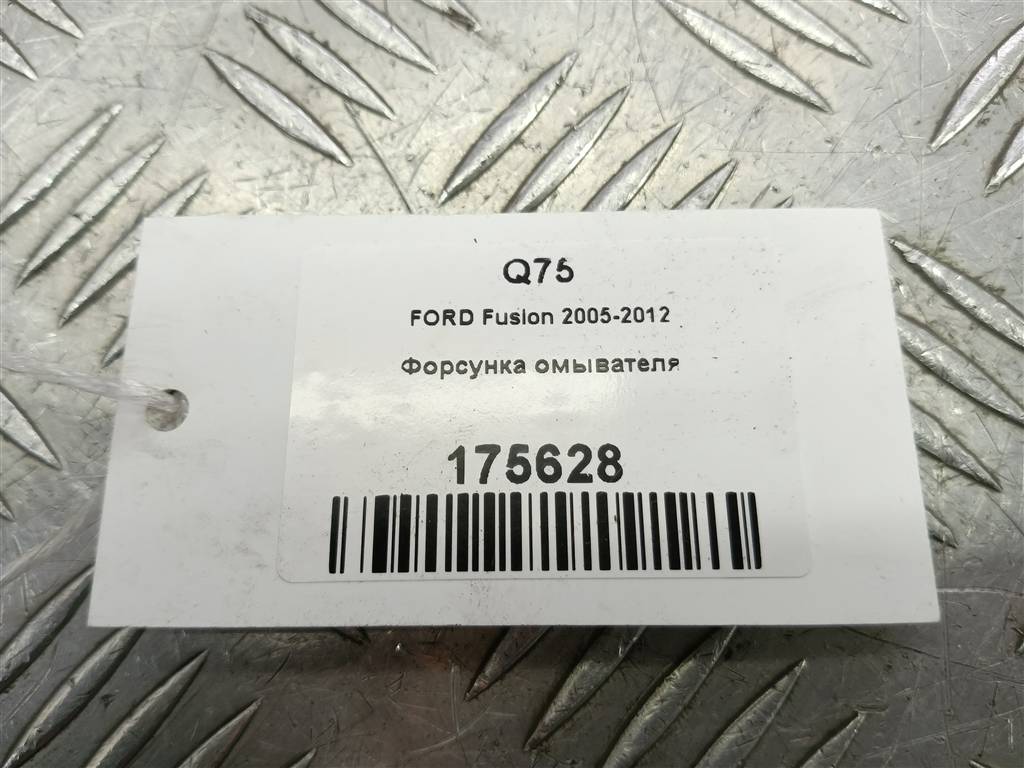 Q75
FORD Fusion 2005-2012
Форсунка омывателя
175628